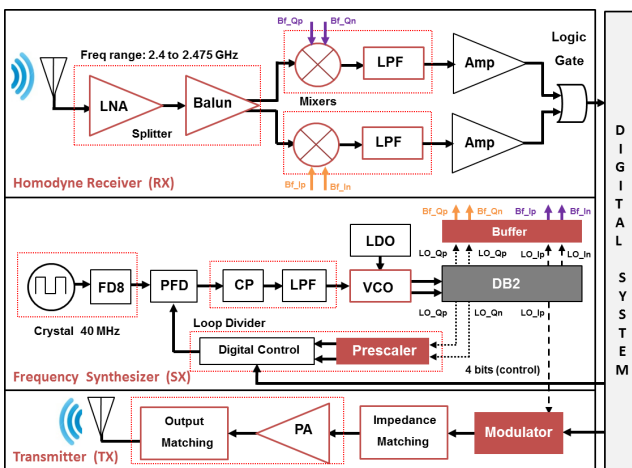 Bf_Qp
Bf_Qn
Freq range: 2.4 to 2.475 GHz
Logic
Gate
LNA
Balun
LPF
Amp
Splitter
Mixers
LPF
Amp
Bf_Ip
Bf_In
Homodyne Receiver (RX)
DIGITAL SYSTEM
Bf_Qp
Bf_Qn
Bf_Ip
Bf_In
Buffer
LDO
LO_Qp
LO_Qp
LO_Ip
LO_In
FD8
PFD
CP
LPF
VCO
DB2
Crystal 40 MHz
LO_Qp
LO_Qn
LO_Ip
Loop Divider
Digital Control
Prescaler
4 bits (control)
Frequency Synthesizer (SX)
Output
Matching
PA
Impedance
Matching
Modulator
Transmitter (TX)